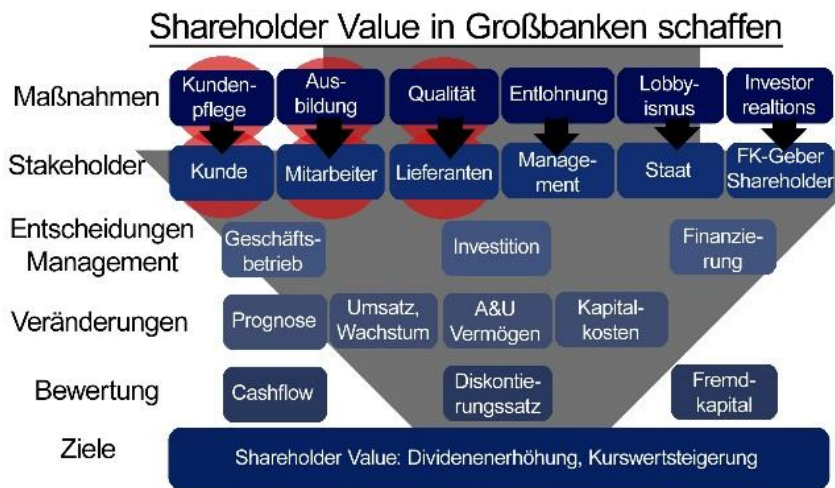 Shareholder Value in Großbanken schaffen
Maßnahmen
Kunden-
pflege
Aus-
bildung
Qualität
Entlohnung
Lobby-
ismus
Investor
realtions
Stakeholder
Kunde
Mitarbeiter
Lieferanten
Manage-
ment
Staat
FK-Geber
Shareholder
Entscheidungen
Management
Geschäfts-
betrieb
Investition
Finanzie-
rung
Veränderungen
Prognose
Umsatz,
Wachstum
A&U
Vermögen
Kapital-
kosten
Bewertung
Cashflow
Diskontie-
rungssatz
Fremd-
kapital
Ziele
Shareholder Value: Dividenenerhöhung, Kurswertsteigerung